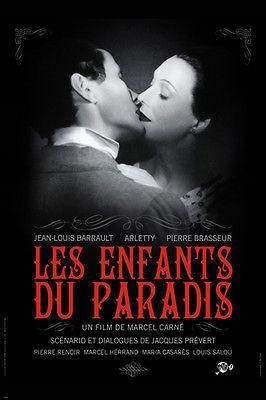 JEAN-LOUIS BARRAULT ARLETTY PIERRE BRASSEUR
LES ENFANTS
DU PARADIS
UN FILM DE MARCEL CARNÉ
SCÉNARIO ET DIALOGUES DE JACQUES PRÉVERT
PIERRE RENOIR MARCEL HERRAND MARIA CASARÈS LOUIS SALOU